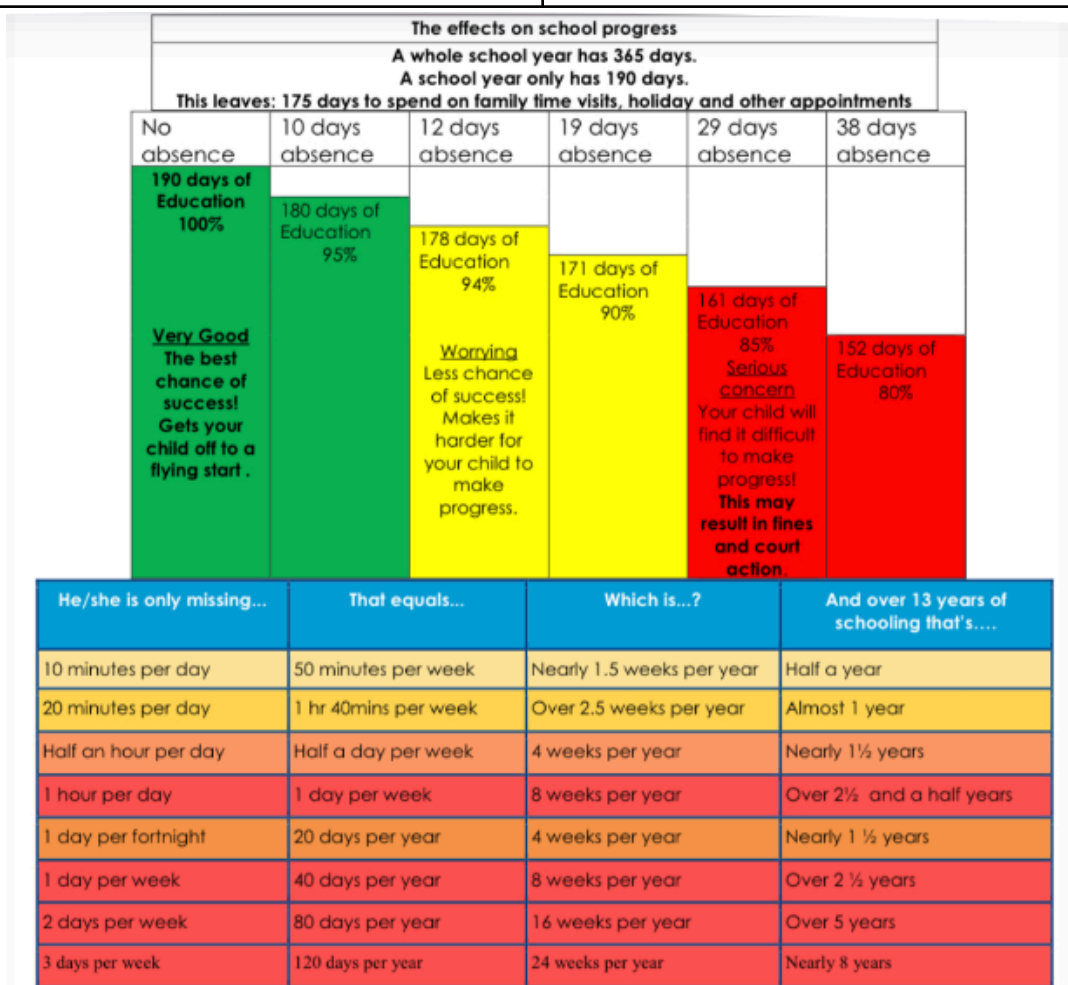 The effects on school progress
A whole school year has 365 days.
A school year only has 190 days.
This leaves: 175 days to spend on family time visits, holiday and other appointments
No
absence
10 days
absence
12 days
absence
19 days
absence
29 days
absence
38 days
absence
190 days of
Education
100%
Very Good
The best
chance of
success!
Gets your
child off to a
flying start .
180 days of
Education
95%
178 days of
Education
94%
Worrying
Less chance
of success!
Makes it
harder for
your child to
make
progress.
171 days of
Education
90%
161 days of
Education
85%
Serious
concern
Your child will
find it difficult
to make
progress!
This may
result in fines
and court
action.
152 days of
Education
80%
He/she is only missing... That equals... Which is...? And over 13 years of
schooling that's....
10 minutes per day 50 minutes per week Nearly 1.5 weeks per year Half a year
20 minutes per day 1 hr 40mins per week Over 2.5 weeks per year Almost 1 year
Half an hour per day Half a day per week 4 weeks per year Nearly 1½ years
1 hour per day 1 day per week 8 weeks per year Over 2½ and a half years
1 day per fortnight 20 days per year 4 weeks per year Nearly 1 ½ years
1 day per week 40 days per year 8 weeks per year Over 2 ½ years
2 days per week 80 days per year 16 weeks per year Over 5 years
3 days per week 120 days per year 24 weeks per year Nearly 8 years